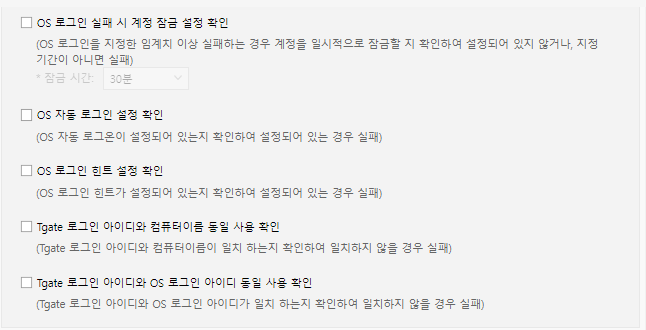 OS 로그인 실패 시 계정 잠금 설정 확인
(OS 로그인을 지정한 임계치 이상 실패하는 경우 계정을 일시적으로 잠금할 지 확인하여 설정되어 있지 않거나, 지정
기간이 아니면 실패)
* 잠금 시간: 30분
OS 자동 로그인 설정 확인
(OS 자동 로그온이 설정되어 있는지 확인하여 설정되어 있는 경우 실패)
OS 로그인 힌트 설정 확인
(OS 로그인 힌트가 설정되어 있는지 확인하여 설정되어 있는 경우 실패)
Tgate 로그인 아이디와 컴퓨터이름 동일 사용 확인
(Tgate 로그인 아이디와 컴퓨터이름이 일치 하는지 확인하여 일치하지 않을 경우 실패)
Tgate 로그인 아이디와 OS 로그인 아이디 동일 사용 확인
(Tgate 로그인 아이디와 OS 로그인 아이디가 일치 하는지 확인하여 일치하지 않을 경우 실패)